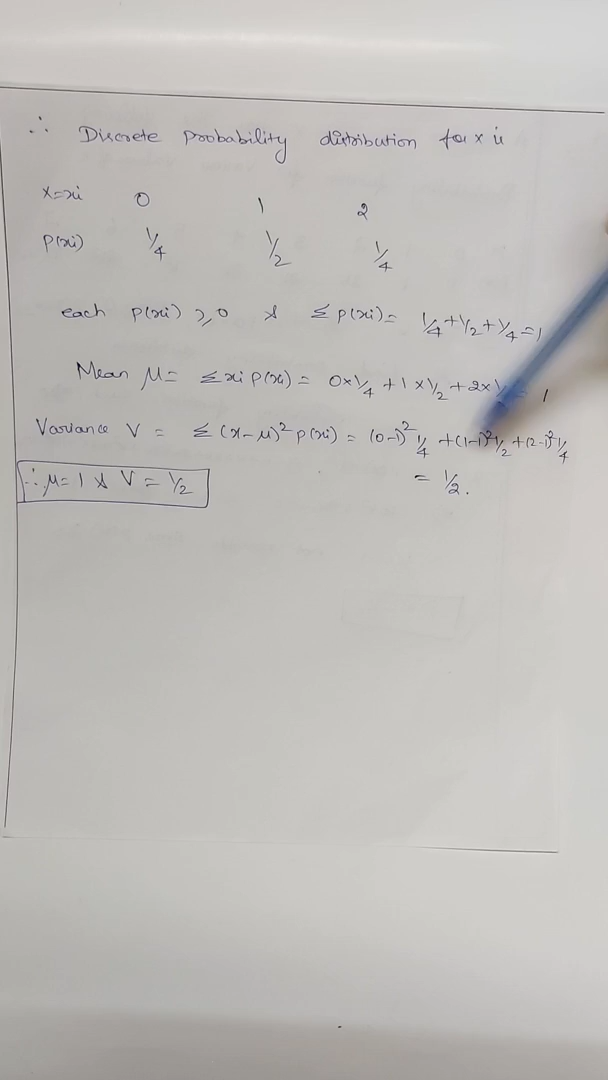 ∴ Discrete probability distribution for x is
X=xi 0 1 2
P(xi) 1/4 1/2 1/4
each p(xi) ≥ 0 & Σ p(xi) = 1/4+1/2+1/4=1
Mean μ = Σ xi p(xi) = 0×1/4 + 1×1/2 + 2× = 1
Variance V = Σ(x-μ)² p(xi) = (0-1)² 1/4 +(1-1)² 1/2 +(2-1)² 1/4
= 1/2.
∴ μ=1 & V = 1/2